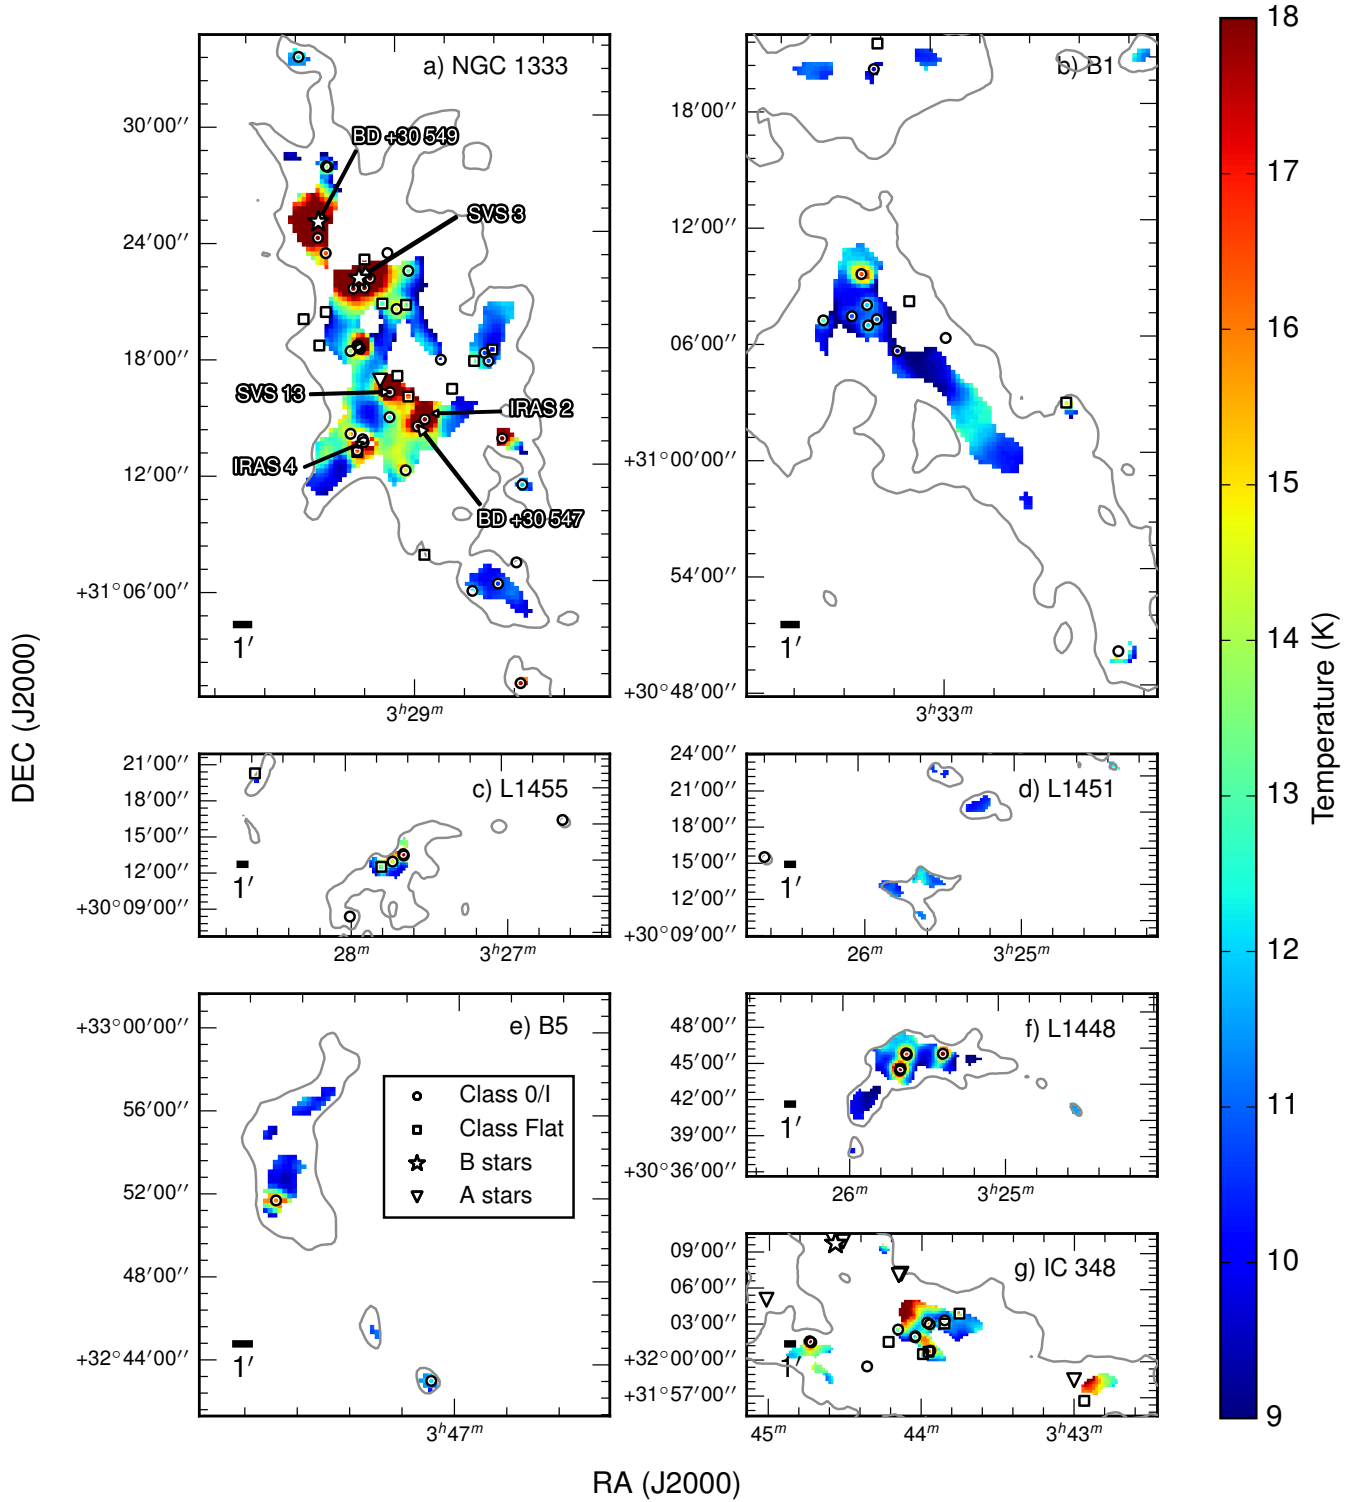 a) NGC 1333
BD +30 549
SVS 3
SVS 13
IRAS 2
IRAS 4
BD +30 547
30′00″
24′00″
18′00″
12′00″
+31°06′00″
1′
3ʰ29ᵐ
b) B1
18′00″
12′00″
06′00″
+31°00′00″
54′00″
+30°48′00″
1′
3ʰ33ᵐ
c) L1455
21′00″
18′00″
15′00″
12′00″
+30°09′00″
1′
28ᵐ
3ʰ27ᵐ
d) L1451
24′00″
21′00″
18′00″
15′00″
12′00″
+30°09′00″
1′
26ᵐ
3ʰ25ᵐ
e) B5
+33°00′00″
56′00″
52′00″
48′00″
+32°44′00″
1′
3ʰ47ᵐ
Class 0/I
Class Flat
B stars
A stars
f) L1448
48′00″
45′00″
42′00″
39′00″
+30°36′00″
1′
26ᵐ
3ʰ25ᵐ
g) IC 348
09′00″
06′00″
03′00″
+32°00′00″
+31°57′00″
1′
45ᵐ
44ᵐ
3ʰ43ᵐ
DEC (J2000)
RA (J2000)
18
17
16
15
14
13
12
11
10
9
Temperature (K)